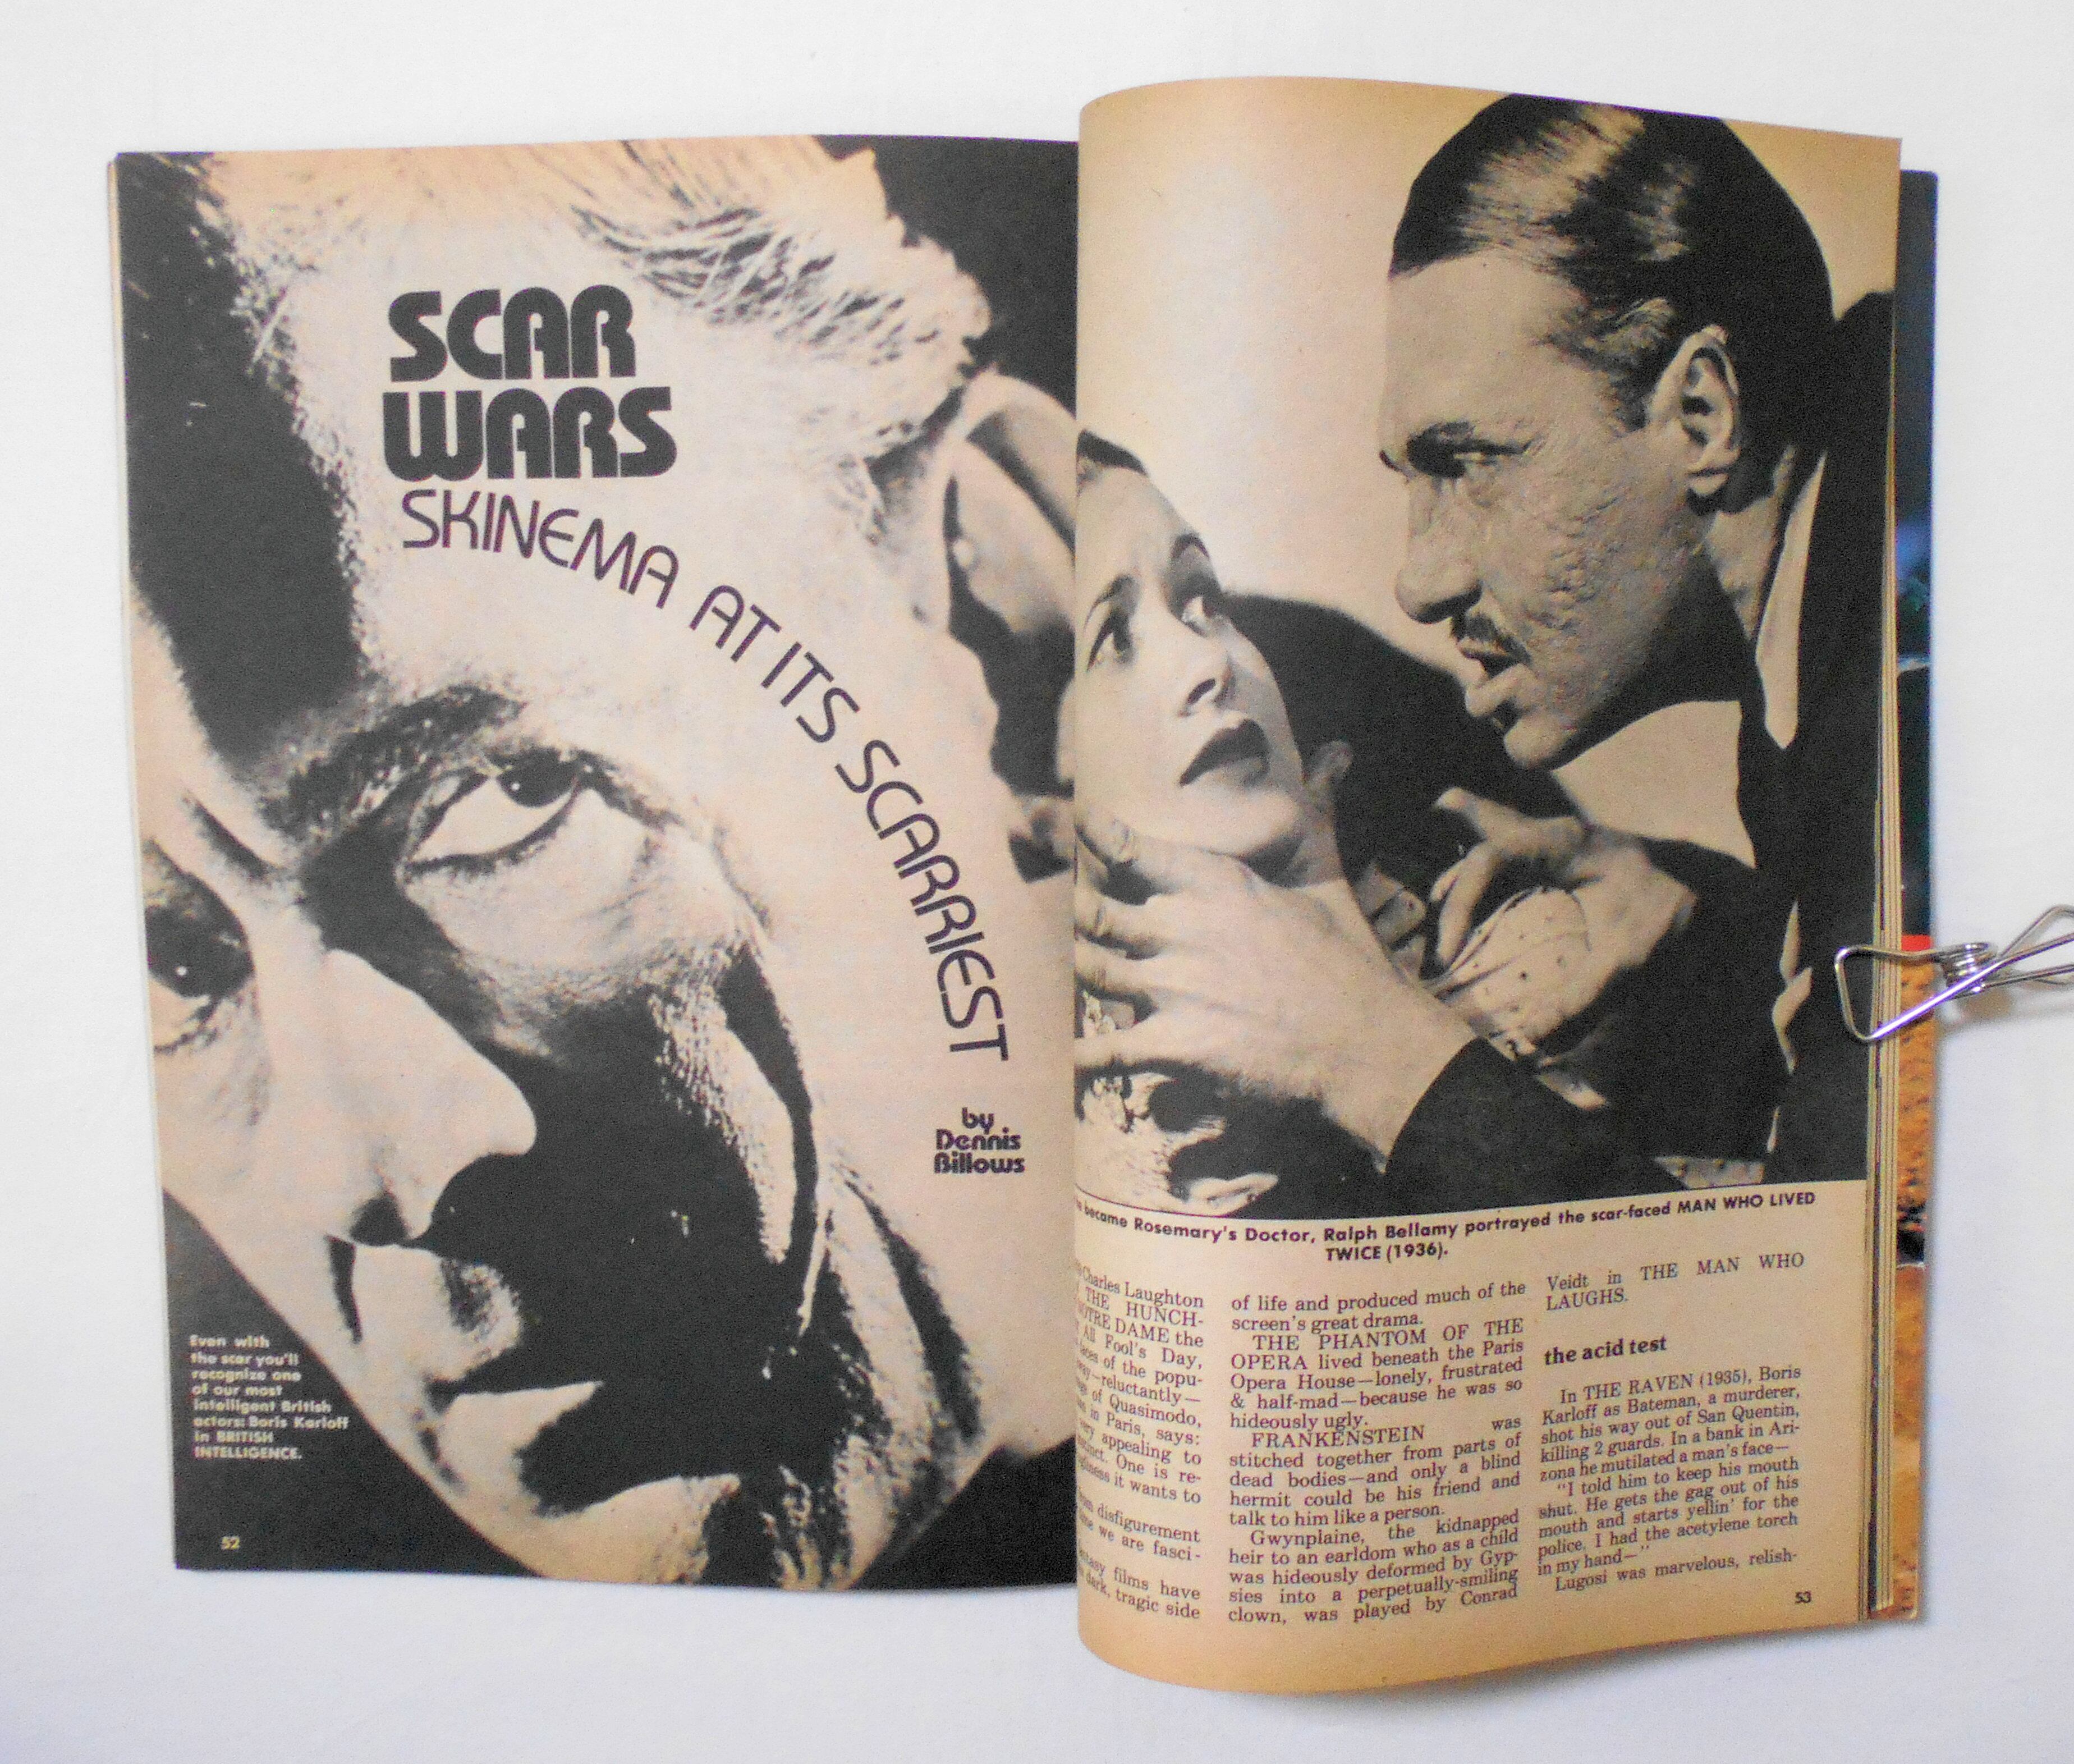 SCAR
WARS
SKINEMA AT ITS SCARRIEST
by
Dennis
Billows
Even with
the scar you'll
recognize one
of our most
intelligent British
actors: Boris Karloff
in BRITISH
INTELLIGENCE.
52
became Rosemary's Doctor, Ralph Bellamy portrayed the scar-faced MAN WHO LIVED
TWICE (1936).
Charles Laughton
THE HUNCH-
NOTRE DAME the
All Fool's Day,
faces of the popu-
way—reluctantly—
of Quasimodo,
in Paris, says:
very appealing to
One is re-
ugliness it wants to
disfigurement
we are fasci-
films have
dark, tragic side
of life and produced much of the
screen's great drama.
THE PHANTOM OF THE
OPERA lived beneath the Paris
Opera House—lonely, frustrated
& half-mad—because he was so
hideously ugly.
FRANKENSTEIN was
stitched together from parts of
dead bodies—and only a blind
hermit could be his friend and
talk to him like a person.
Gwynplaine, the kidnapped
heir to an earldom who as a child
was hideously deformed by Gyp-
sies into a perpetually-smiling
clown, was played by Conrad
Veidt in THE MAN WHO
LAUGHS.
the acid test
In THE RAVEN (1935), Boris
Karloff as Bateman, a murderer,
shot his way out of San Quentin,
killing 2 guards. In a bank in Ari-
zona he mutilated a man's face—
"I told him to keep his mouth
shut. He gets the gag out of his
mouth and starts yellin' for the
police. I had the acetylene torch
in my hand—"
Lugosi was marvelous, relish-
53